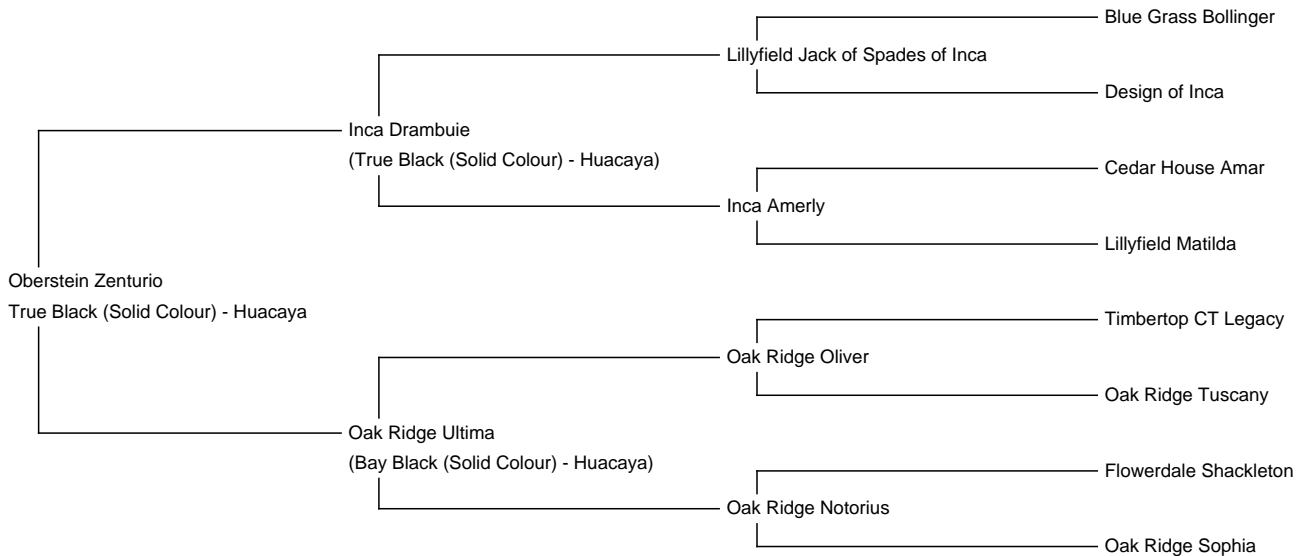 Blue Grass Bollinger
Lillyfield Jack of Spades of Inca
Design of Inca
Inca Drambuie
(True Black (Solid Colour) - Huacaya)
Cedar House Amar
Inca Amerly
Lillyfield Matilda
Oberstein Zenturio
True Black (Solid Colour) - Huacaya
Timbertop CT Legacy
Oak Ridge Oliver
Oak Ridge Tuscany
Oak Ridge Ultima
(Bay Black (Solid Colour) - Huacaya)
Flowerdale Shackleton
Oak Ridge Notorius
Oak Ridge Sophia